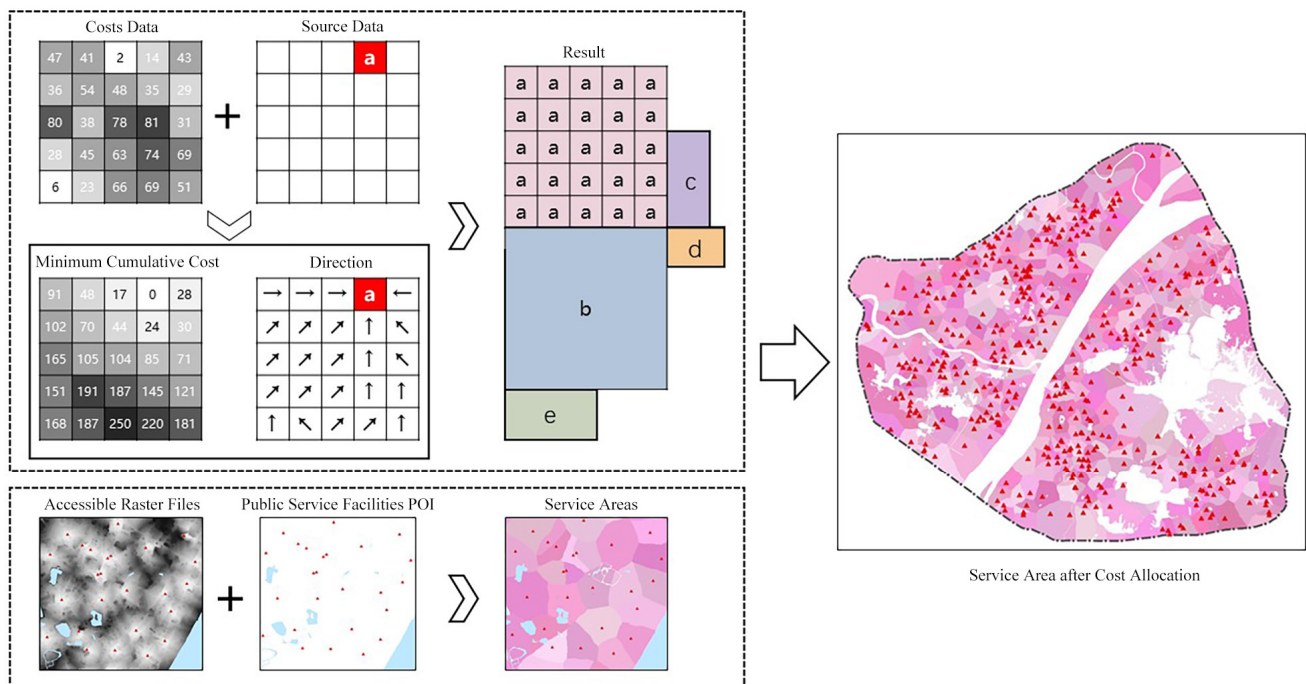 Costs Data
47 41 2 14 43
36 54 48 35 29
80 38 78 81 31
28 45 63 74 69
6 23 66 69 51
+
Source Data
a
Minimum Cumulative Cost
91 48 17 0 28
102 70 44 24 30
165 105 104 85 71
151 191 187 145 121
168 187 250 220 181
Direction
→ → → a ←
↗ ↗ ↗ ↑ ↖
↗ ↗ ↗ ↑ ↖
↗ ↗ ↗ ↑ ↑
↑ ↖ ↗ ↗ ↑
Result
a a a a a
a a a a a
a a a a a
a a a a a
a a a a a
c
d
b
e
Accessible Raster Files
+
Public Service Facilities POI
Service Areas
Service Area after Cost Allocation